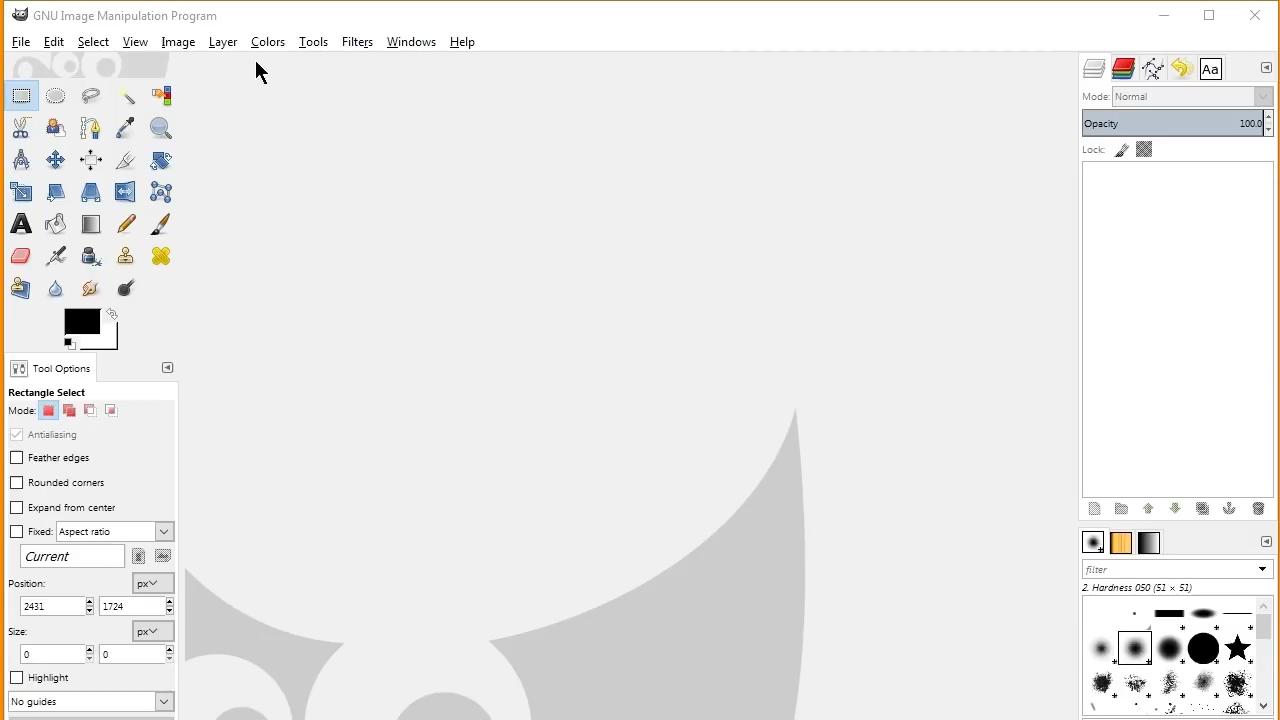 GNU Image Manipulation Program
File Edit Select View Image Layer Colors Tools Filters Windows Help
Aa
Mode: Normal
Opacity 100.0
Lock:
A
Tool Options
Rectangle Select
Mode:
Antialiasing
Feather edges
Rounded corners
Expand from center
Fixed: Aspect ratio
Current
Position: px
2431 1724
Size: px
0 0
Highlight
No guides
filter
2. Hardness 050 (51 × 51)